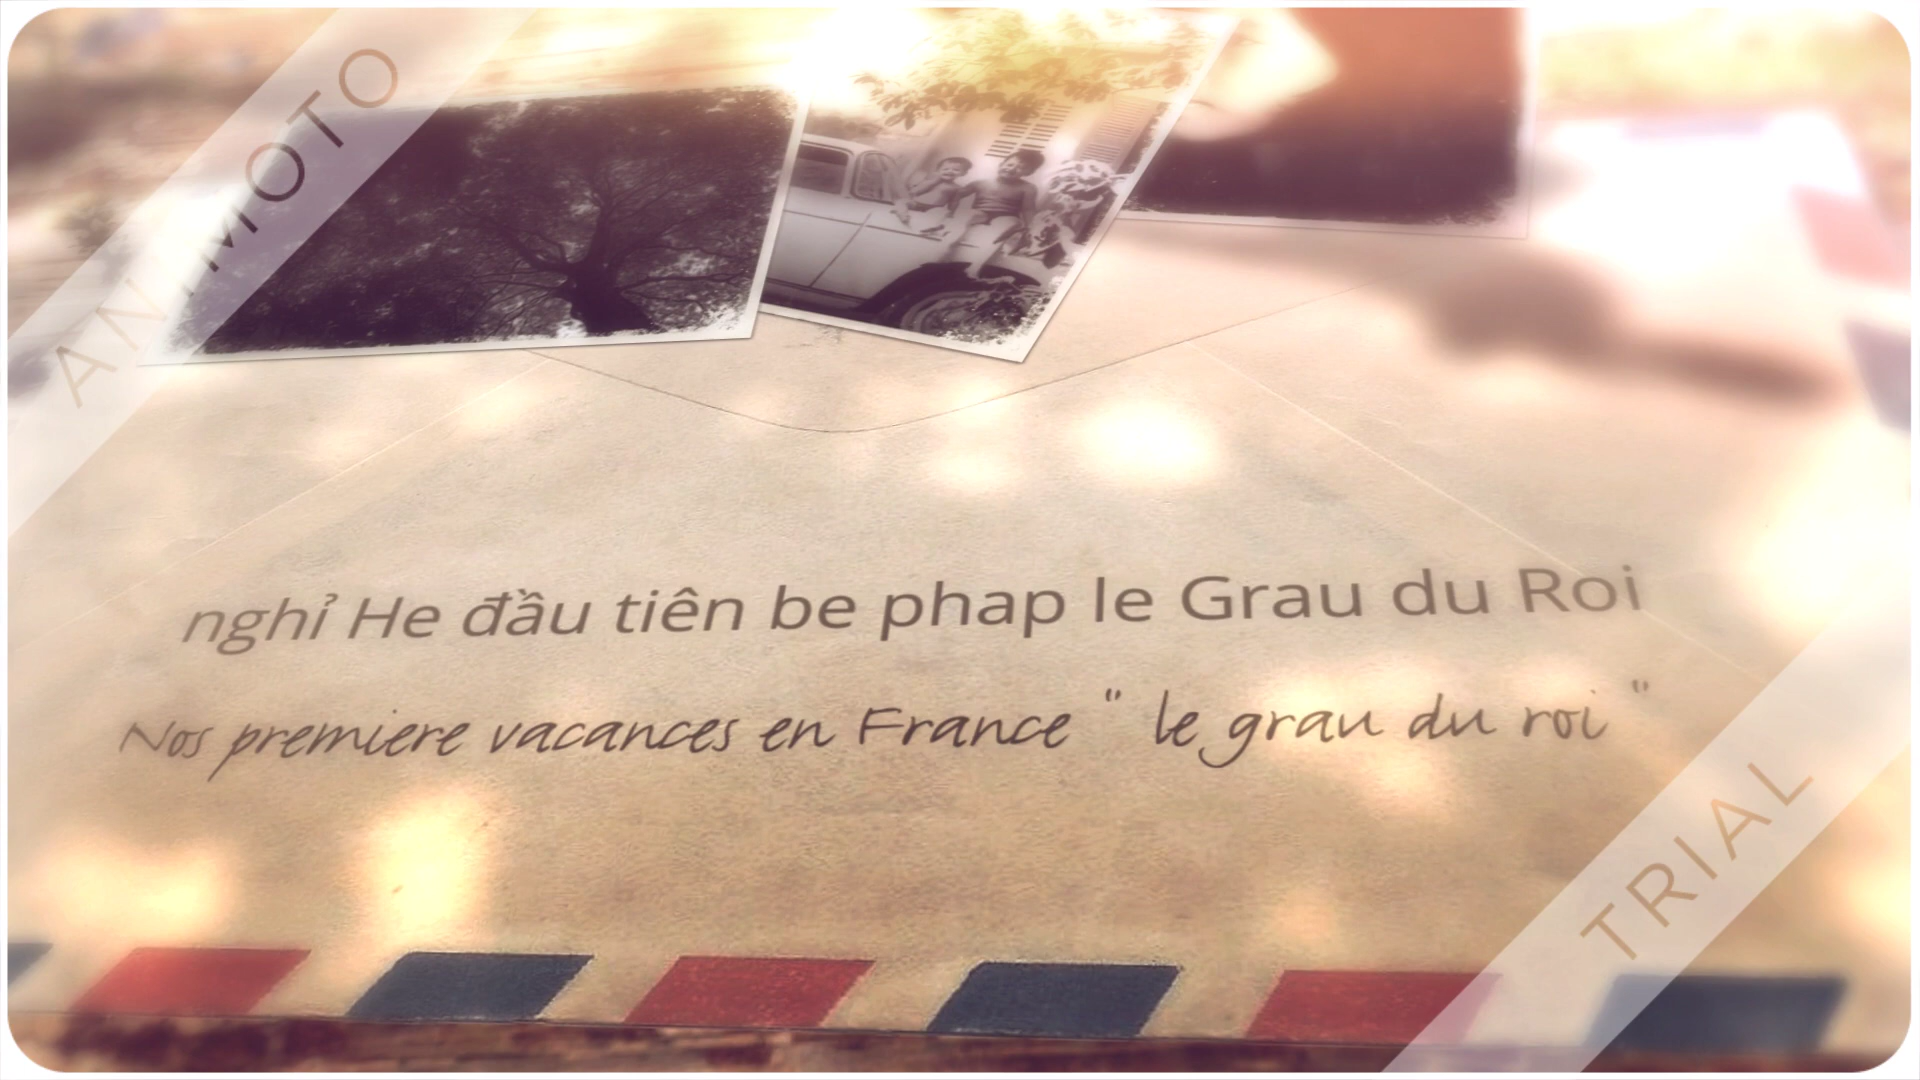 ANIMOTO
nghỉ He đầu tiên be phap le Grau du Roi
Nos premiere vacances en France " le grau du roi "
TRIAL